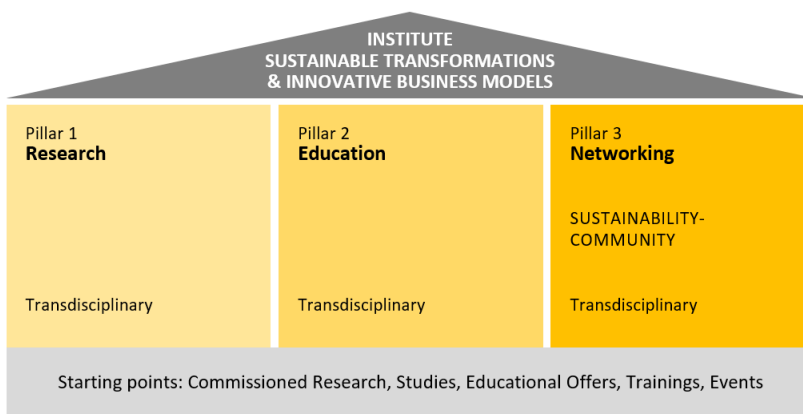 INSTITUTE
SUSTAINABLE TRANSFORMATIONS
& INNOVATIVE BUSINESS MODELS
Pillar 1
Research
Transdisciplinary
Pillar 2
Education
Transdisciplinary
Pillar 3
Networking
SUSTAINABILITY-
COMMUNITY
Transdisciplinary
Starting points: Commissioned Research, Studies, Educational Offers, Trainings, Events